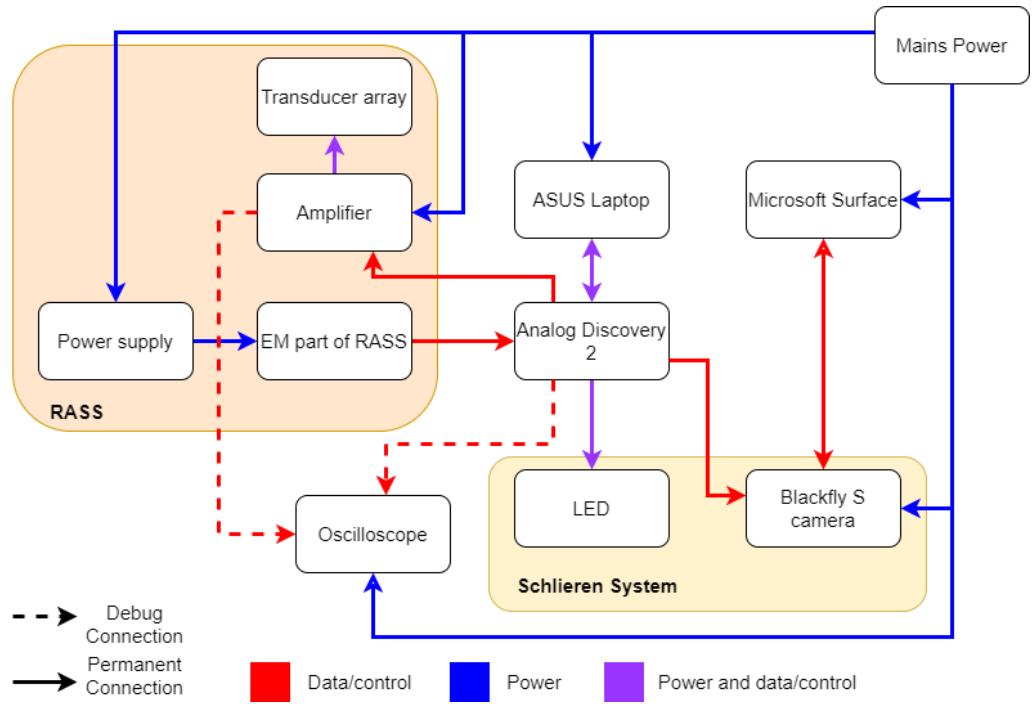 Mains Power
Transducer array
Amplifier
ASUS Laptop
Microsoft Surface
Power supply
EM part of RASS
Analog Discovery
2
RASS
LED
Blackfly S
camera
Oscilloscope
Schlieren System
Debug
Connection
Permanent
Connection
Data/control
Power
Power and data/control